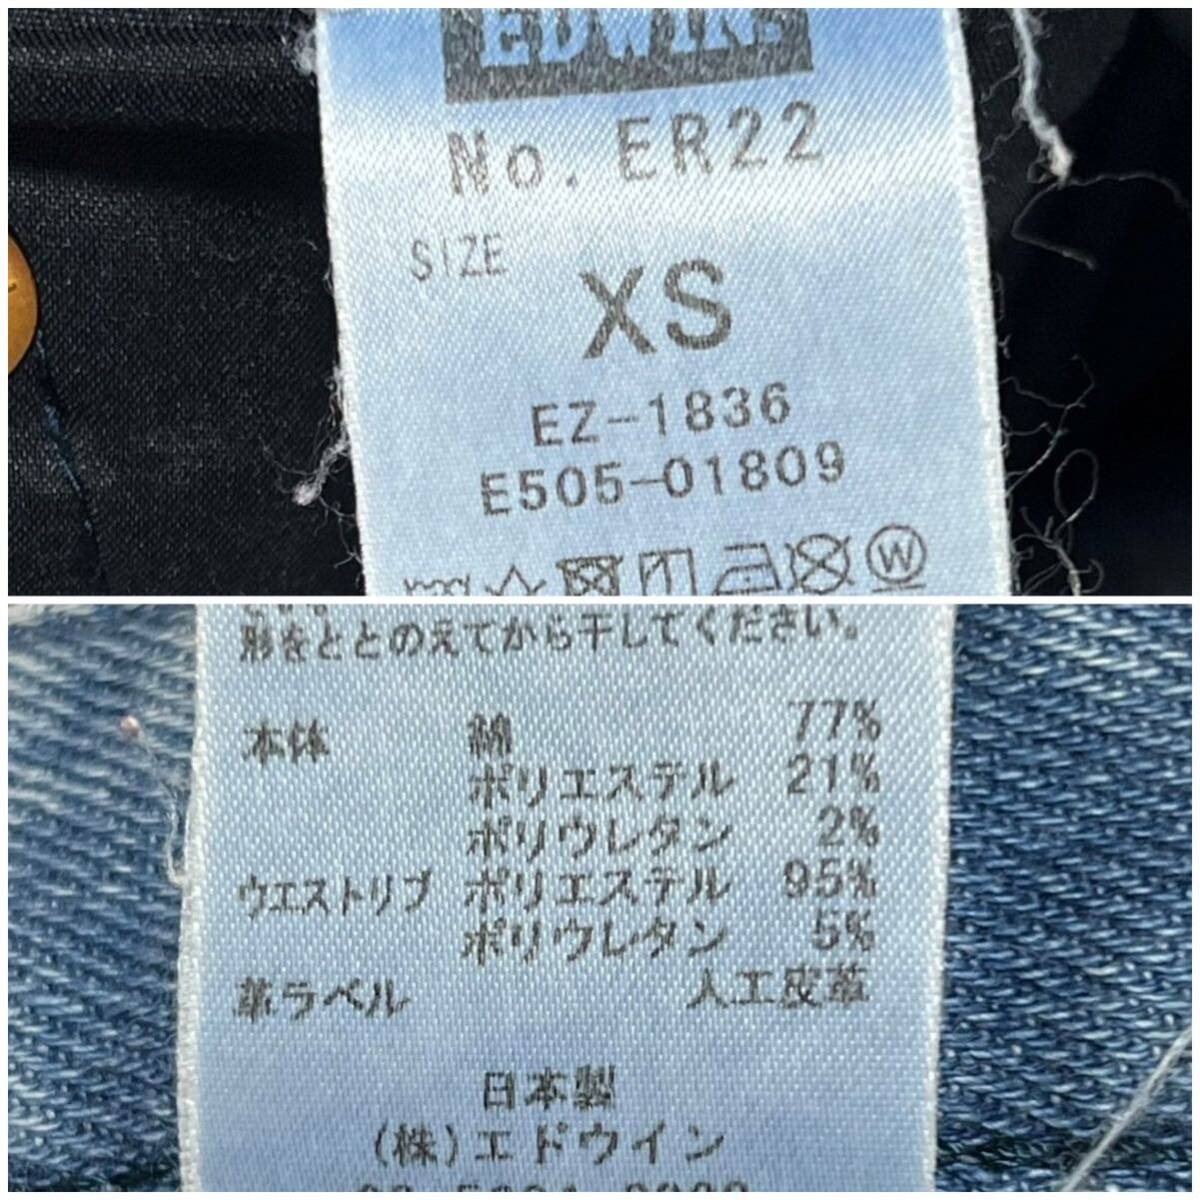 EDWIN
No. ER22
SIZE
XS
EZ-1836
E505-01809
W
形をととのえてから干してください。
本体 綿 77%
ポリエステル 21%
ポリウレタン 2%
ウエストリブ ポリエステル 95%
ポリウレタン 5%
革ラベル 人工皮革
日本製
(株)エドウイン